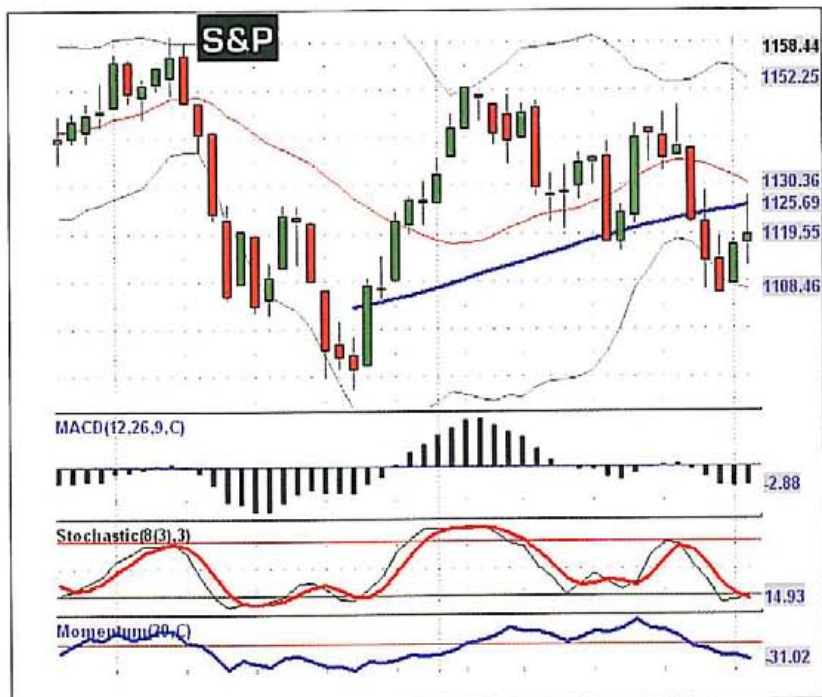 S&P
1158.44
1152.25
1130.36
1125.69
1119.55
1108.46
MACD(12,26,9,C)
-2.88
Stochastic(8(3),3)
14.93
Momentum(20,C)
-31.02